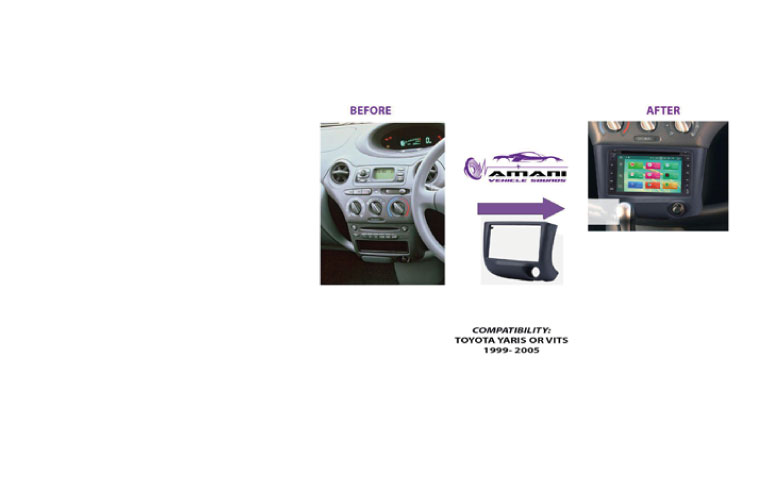 BEFORE
AFTER
AMANI
VEHICLE SOUNDS
COMPATIBILITY:
TOYOTA YARIS OR VITS
1999- 2005